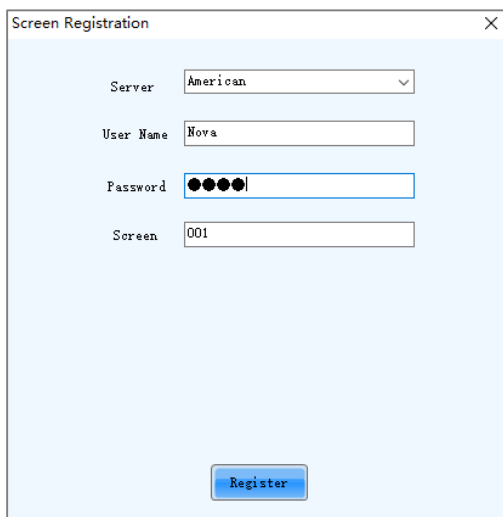 Screen Registration
Server American
User Name Nova
Password ●●●●
Screen 001
Register